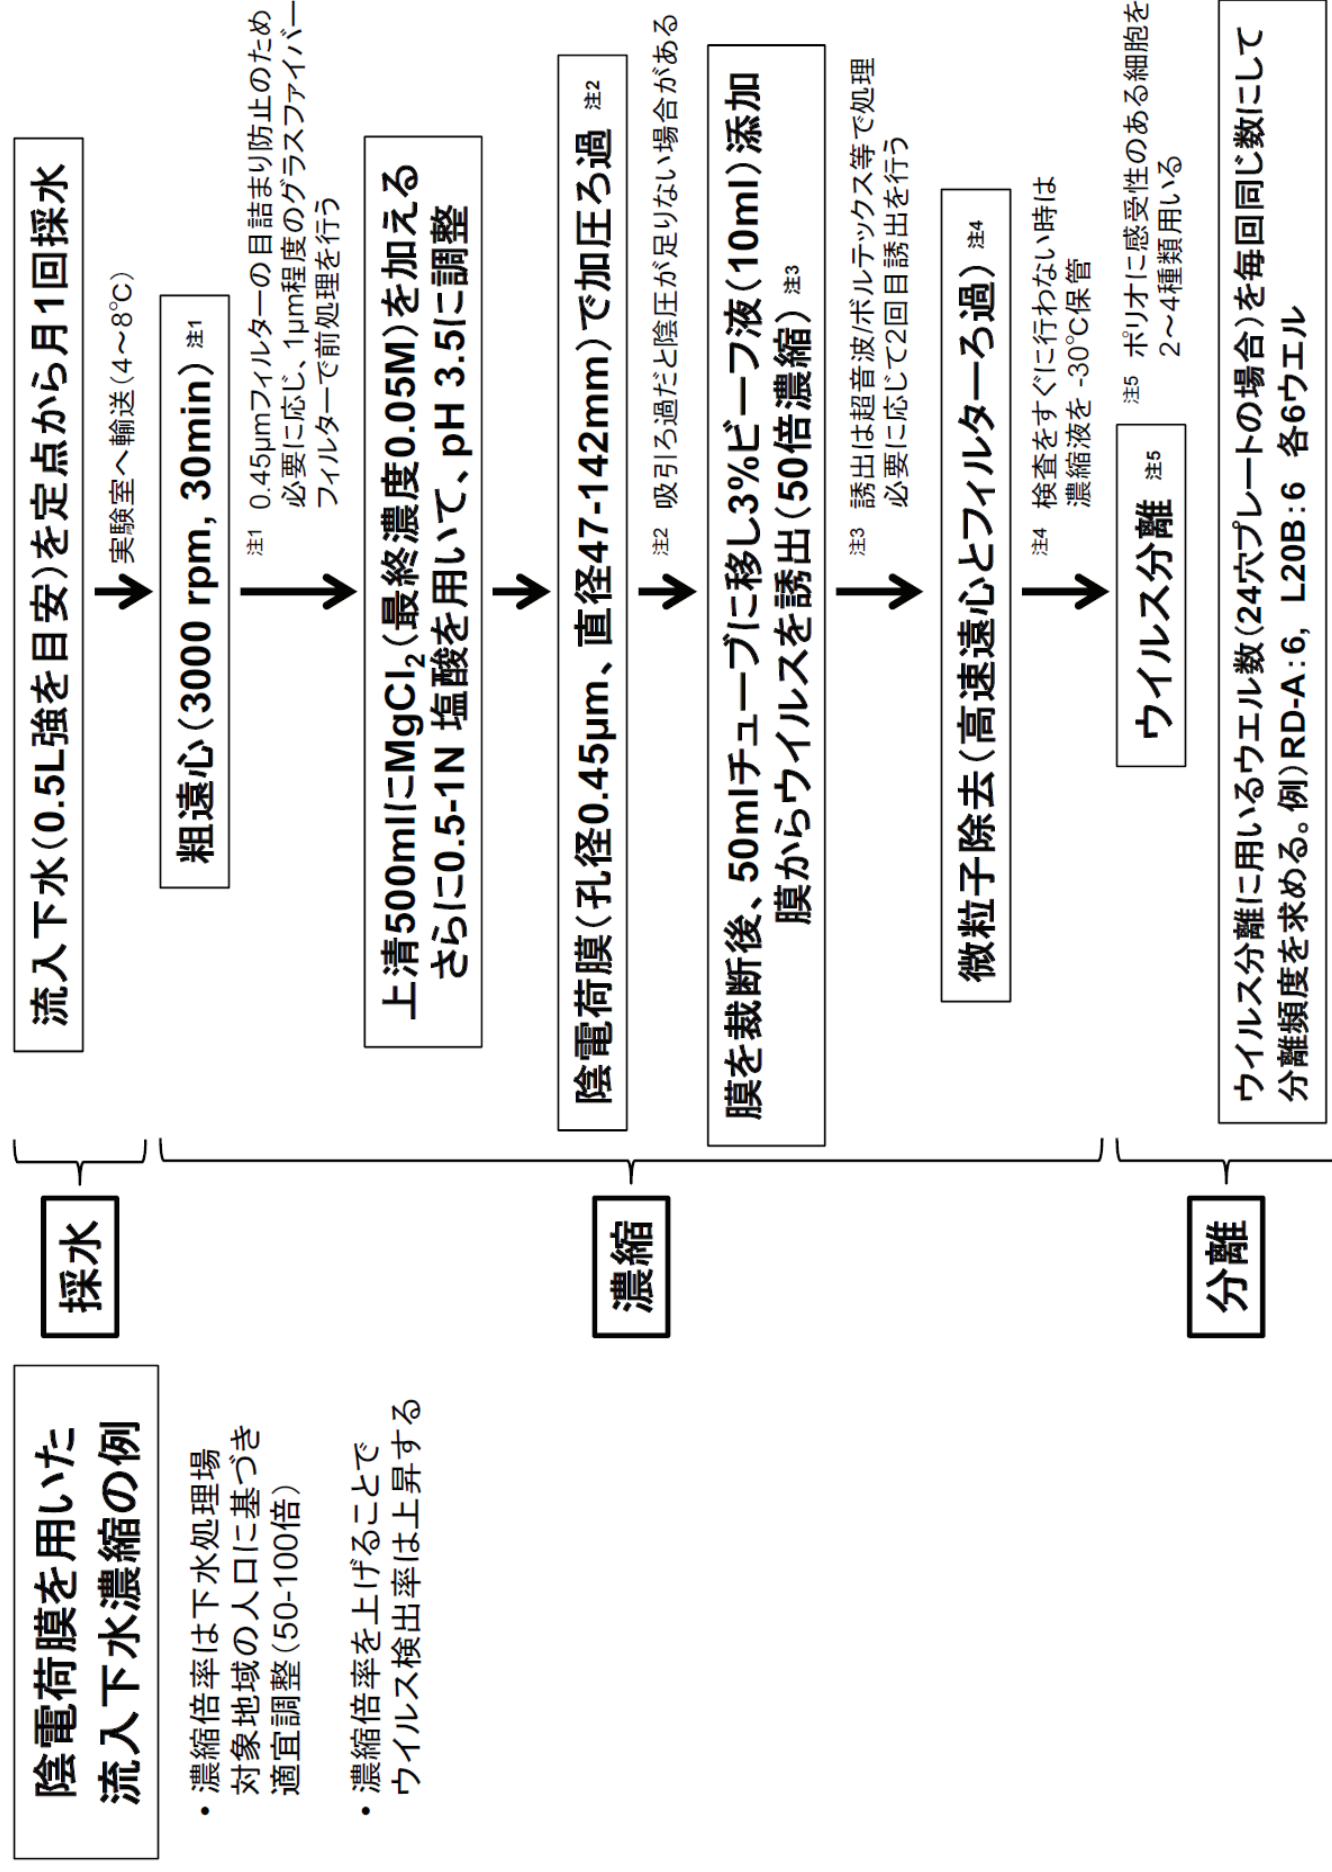 陰電荷膜を用いた
流入下水濃縮の例
・濃縮倍率は下水処理場
対象地域の人口に基づき
適宜調整(50-100倍)
・濃縮倍率を上げることで
ウイルス検出率は上昇する
採水
流入下水(0.5L強を目安)を定点から月1回採水
実験室へ輸送(4〜8℃)
濃縮
粗遠心(3000 rpm, 30min) 注1
注1 0.45μmフィルターの目詰まり防止のため
必要に応じ、1μm程度のグラスファイバー
フィルターで前処理を行う
上清500mlにMgCl₂(最終濃度0.05M)を加える
さらに0.5-1N 塩酸を用いて、pH 3.5に調整
陰電荷膜(孔径0.45μm、直径47-142mm)で加圧ろ過 注2
注2 吸引ろ過だと陰圧が足りない場合がある
膜を裁断後、50mlチューブに移し3%ビーフ液(10ml)添加
膜からウイルスを誘出(50倍濃縮) 注3
注3 誘出は超音波/ボルテックス等で処理
必要に応じて2回目誘出を行う
微粒子除去(高速遠心とフィルターろ過) 注4
注4 検査をすぐに行わない時は
濃縮液を -30℃保管
分離
ウイルス分離 注5
注5 ポリオに感受性のある細胞を
2〜4種類用いる
ウイルス分離に用いるウエル数(24穴プレートの場合)を毎回同じ数にして
分離頻度を求める。例)RD-A:6, L20B:6 各6ウエル